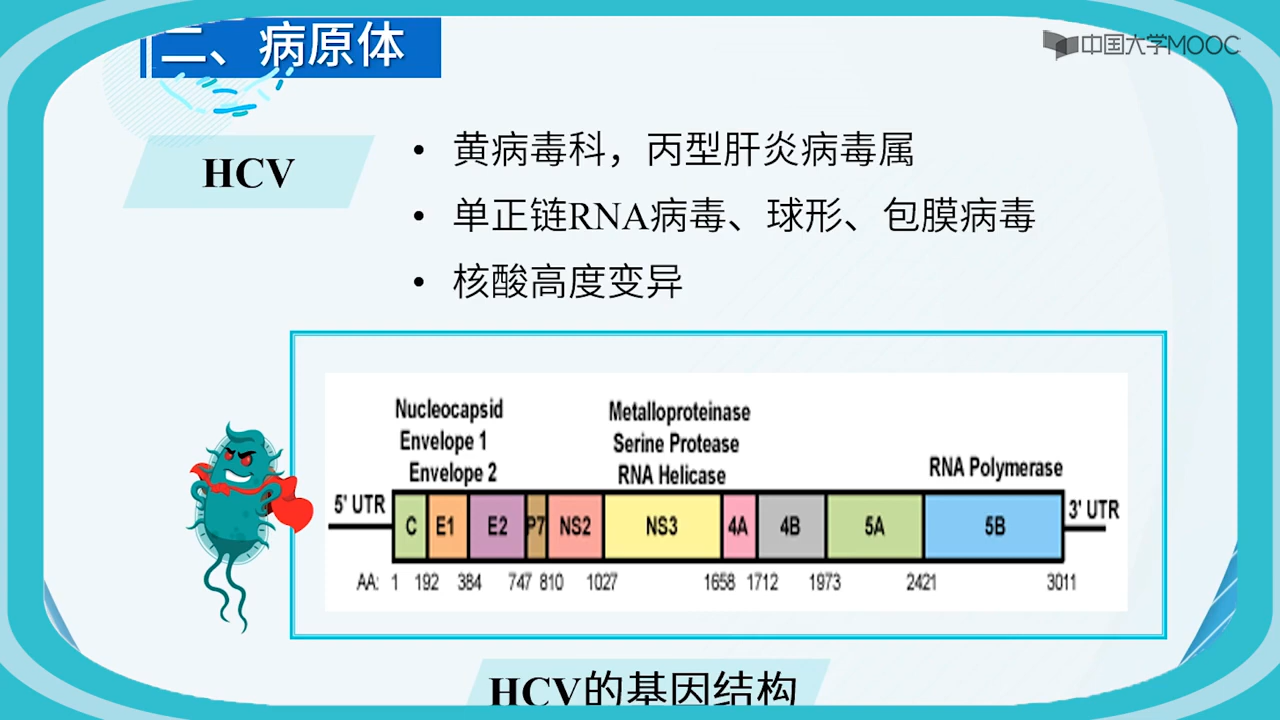 二、病原体
中国大学MOOC
HCV
• 黄病毒科，丙型肝炎病毒属
• 单正链RNA病毒、球形、包膜病毒
• 核酸高度变异
Nucleocapsid
Envelope 1
Envelope 2
Metalloproteinase
Serine Protease
RNA Helicase
RNA Polymerase
5' UTR
C E1 E2 P7 NS2 NS3 4A 4B 5A 5B
3' UTR
AA: 1 192 384 747 810 1027 1658 1712 1973 2421 3011
HCV的基因结构